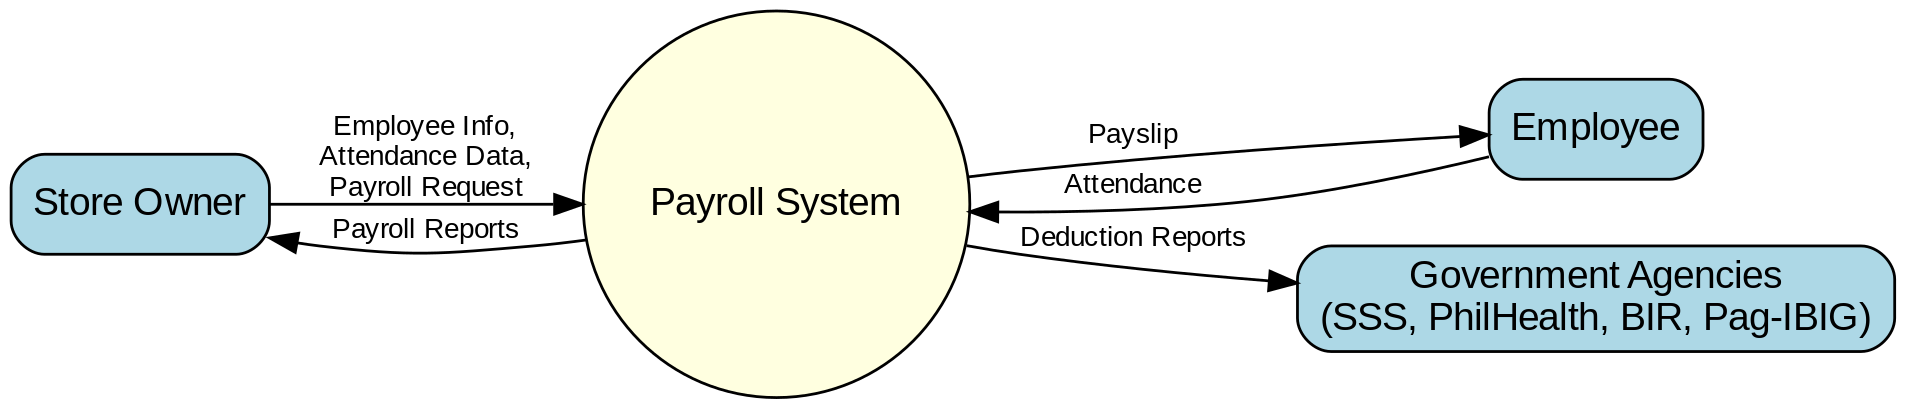 Store Owner
Employee Info,
Attendance Data,
Payroll Request
Payroll Reports
Payroll System
Payslip
Attendance
Deduction Reports
Employee
Government Agencies
(SSS, PhilHealth, BIR, Pag-IBIG)